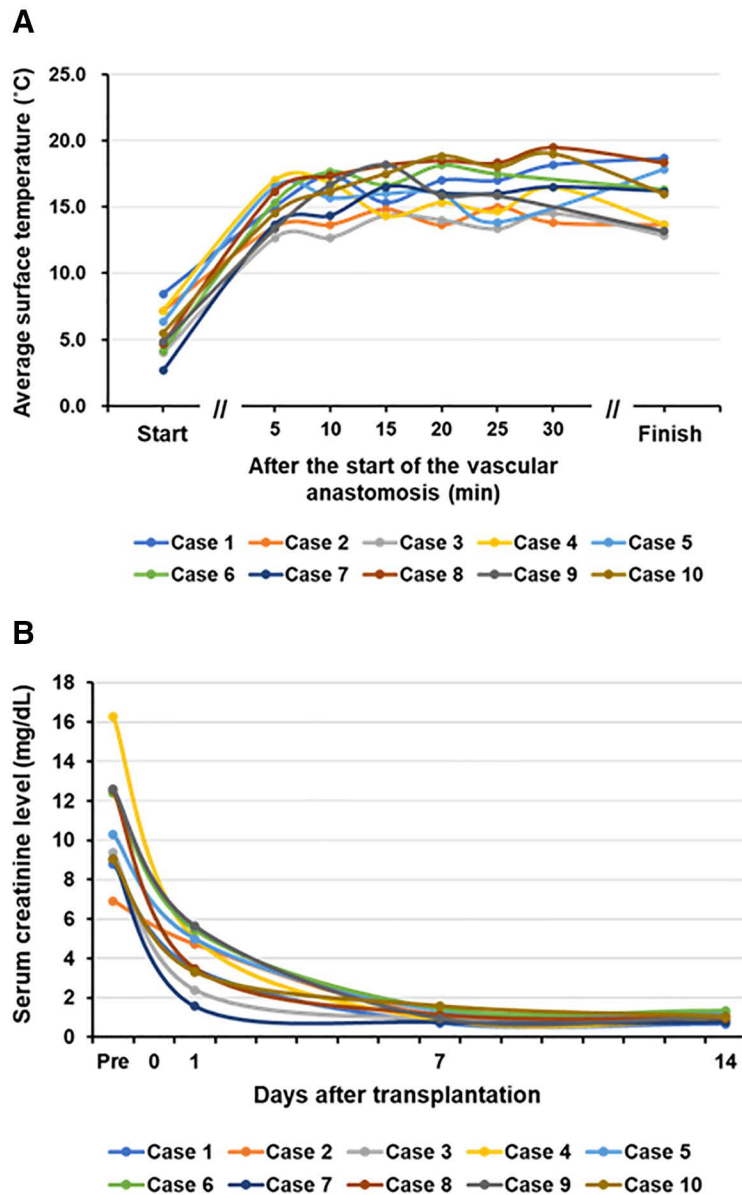 A
Average surface temperature (°C)
25.0
20.0
15.0
10.0
5.0
0.0
Start // 5 10 15 20 25 30 // Finish
After the start of the vascular
anastomosis (min)
Case 1 Case 2 Case 3 Case 4 Case 5
Case 6 Case 7 Case 8 Case 9 Case 10
B
Serum creatinine level (mg/dL)
18
16
14
12
10
8
6
4
2
0
Pre 0 1 7 14
Days after transplantation
Case 1 Case 2 Case 3 Case 4 Case 5
Case 6 Case 7 Case 8 Case 9 Case 10